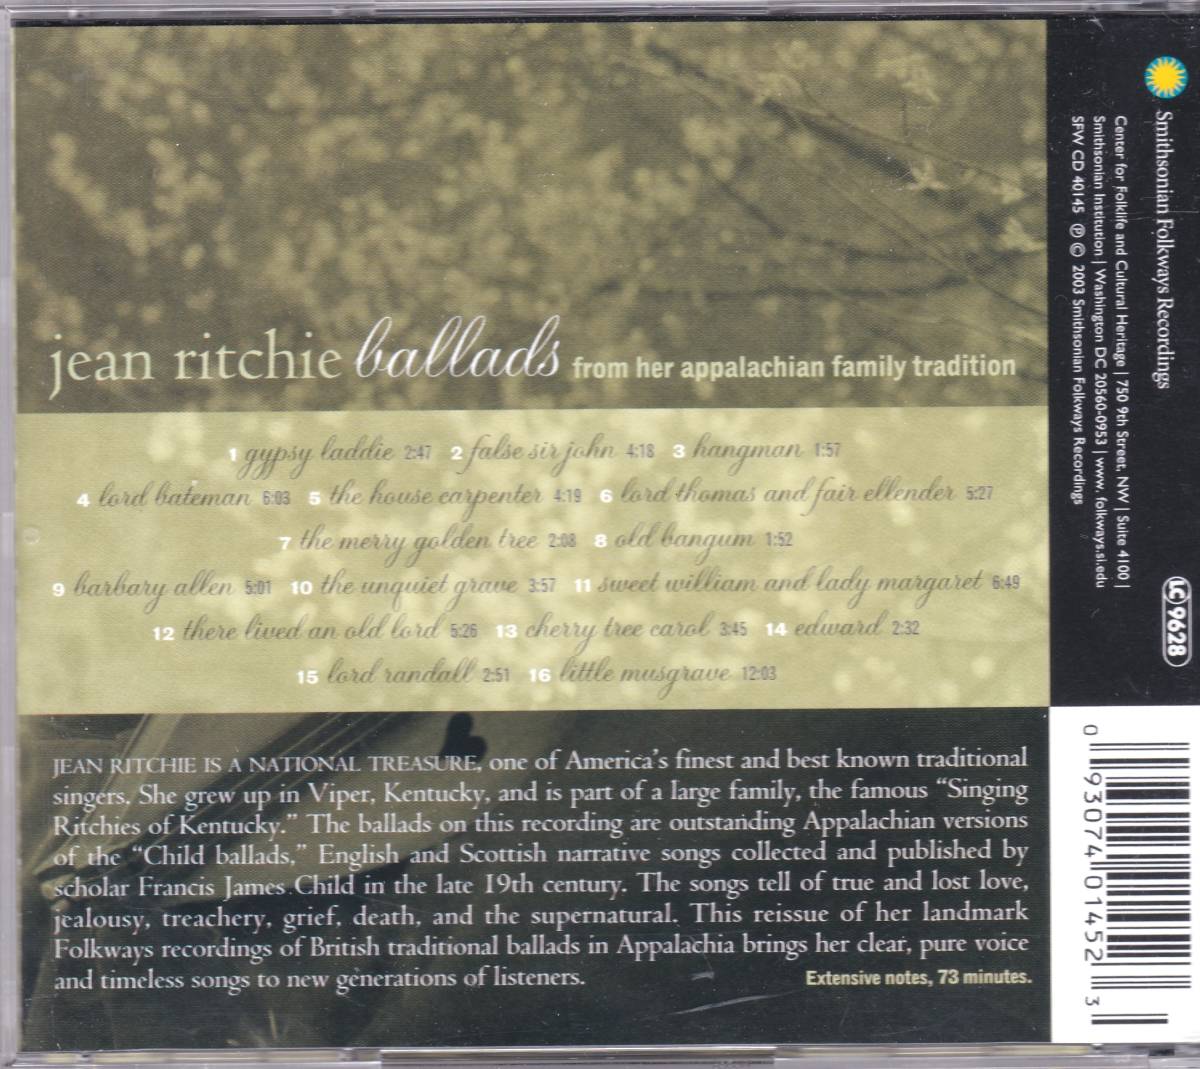 jean ritchie ballads from her appalachian family tradition
1 gypsy laddie 2:47 2 false sir john 4:18 3 hangman 1:57
4 lord bateman 6:03 5 the house carpenter 4:19 6 lord thomas and fair ellender 5:27
7 the merry golden tree 2:08 8 old bangum 1:52
9 barbary allen 5:01 10 the unquiet grave 3:57 11 sweet william and lady margaret 6:49
12 there lived an old lord 5:26 13 cherry tree carol 3:45 14 edward 2:32
15 lord randall 2:51 16 little musgrave 12:03
JEAN RITCHIE IS A NATIONAL TREASURE, one of America's finest and best known traditional
singers. She grew up in Viper, Kentucky, and is part of a large family, the famous "Singing
Ritchies of Kentucky." The ballads on this recording are outstanding Appalachian versions
of the "Child ballads," English and Scottish narrative songs collected and published by
scholar Francis James Child in the late 19th century. The songs tell of true and lost love,
jealousy, treachery, grief, death, and the supernatural. This reissue of her landmark
Folkways recordings of British traditional ballads in Appalachia brings her clear, pure voice
and timeless songs to new generations of listeners.
Extensive notes, 73 minutes.
Smithsonian Folkways Recordings
Center for Folklife and Cultural Heritage | 750 9th Street, NW | Suite 4100 |
Smithsonian Institution | Washington DC 20560-0953 | www. folkways.si.edu
SFW CD 40145 ℗ © 2003 Smithsonian Folkways Recordings
LC 9628
0 93074 01452 3